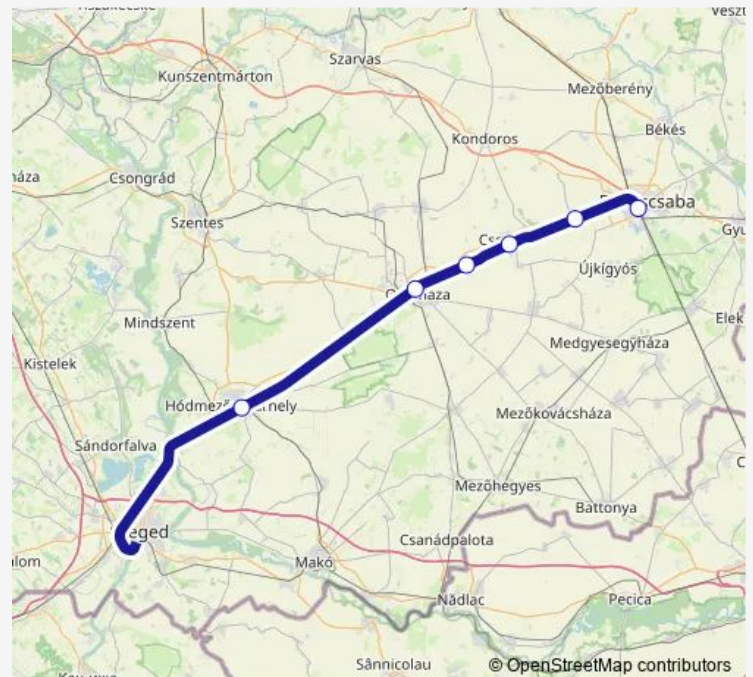 Kunszentmárton
Szarvas
Mezőberény
Békés
Kondoros
Csongrád
Szentes
Újkígyós
Elek
Mindszent
Medgyesegyháza
Kistelek
Mezőkovácsháza
Sándorfalva
Mezőhegyes
Battonya
Csanádpalota
Makó
Nădlac
Pecica
Sânnicolau
© OpenStreetMap contributors